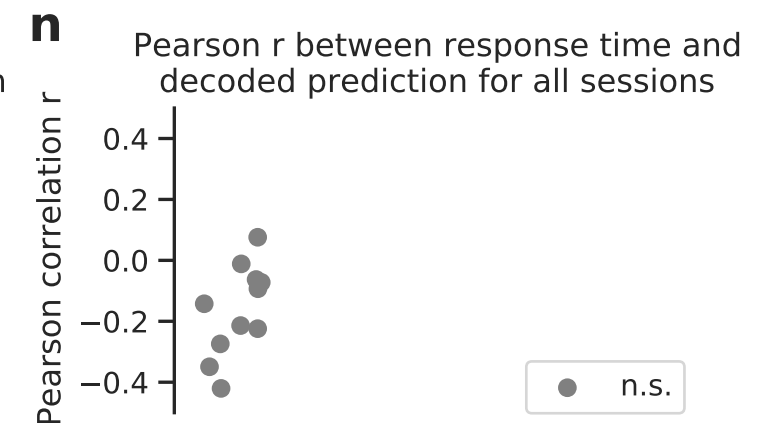 n
Pearson r between response time and
decoded prediction for all sessions
n
Pearson correlation r
0.4
0.2
0.0
−0.2
−0.4
n.s.